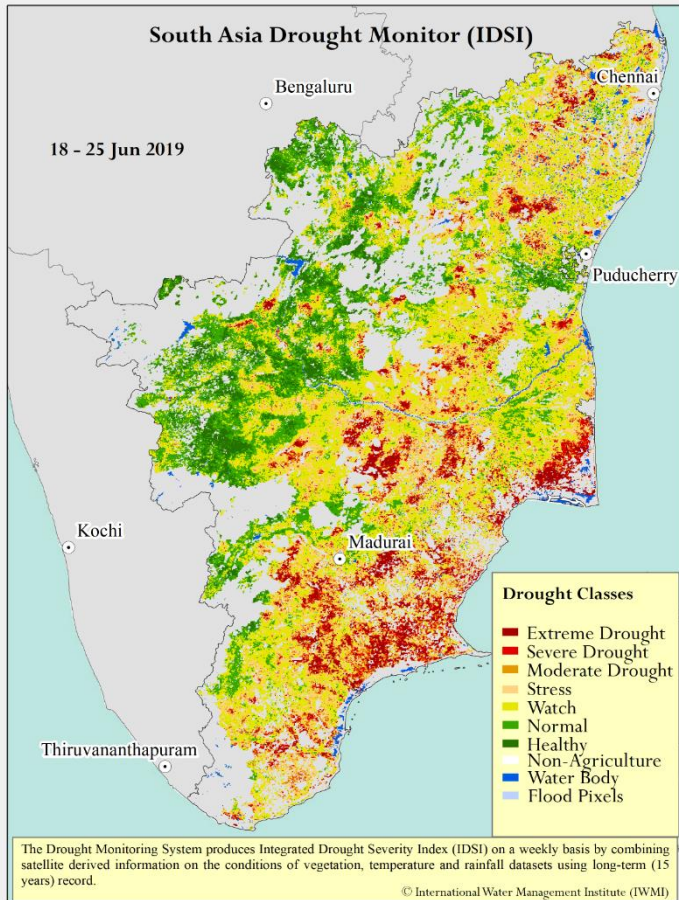 South Asia Drought Monitor (IDSI)
Chennai
Bengaluru
18 - 25 Jun 2019
Puducherry
Kochi
Madurai
Thiruvananthapuram
Drought Classes
Extreme Drought
Severe Drought
Moderate Drought
Stress
Watch
Normal
Healthy
Non-Agriculture
Water Body
Flood Pixels
The Drought Monitoring System produces Integrated Drought Severity Index (IDSI) on a weekly basis by combining
satellite derived information on the conditions of vegetation, temperature and rainfall datasets using long-term (15
years) record.
© International Water Management Institute (IWMI)